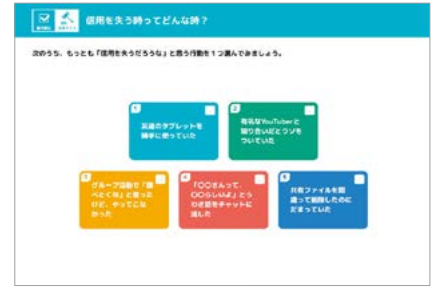 信用を失う時ってどんな時？
次のうち、もっとも「信用を失うだろうな」と思う行動を1つ選んでみましょう。
1
友達のタブレットを
勝手に使っていた
2
有名なYouTuberと
知り合いだとウソを
ついていた
3
グループ活動で「調
べとくね」と言った
けど、やってこな
かった
4
「〇〇さんって、
〇〇らしいよ」とう
わさ話をチャットに
流した
5
共有ファイルを間
違って削除したのに
だまっていた